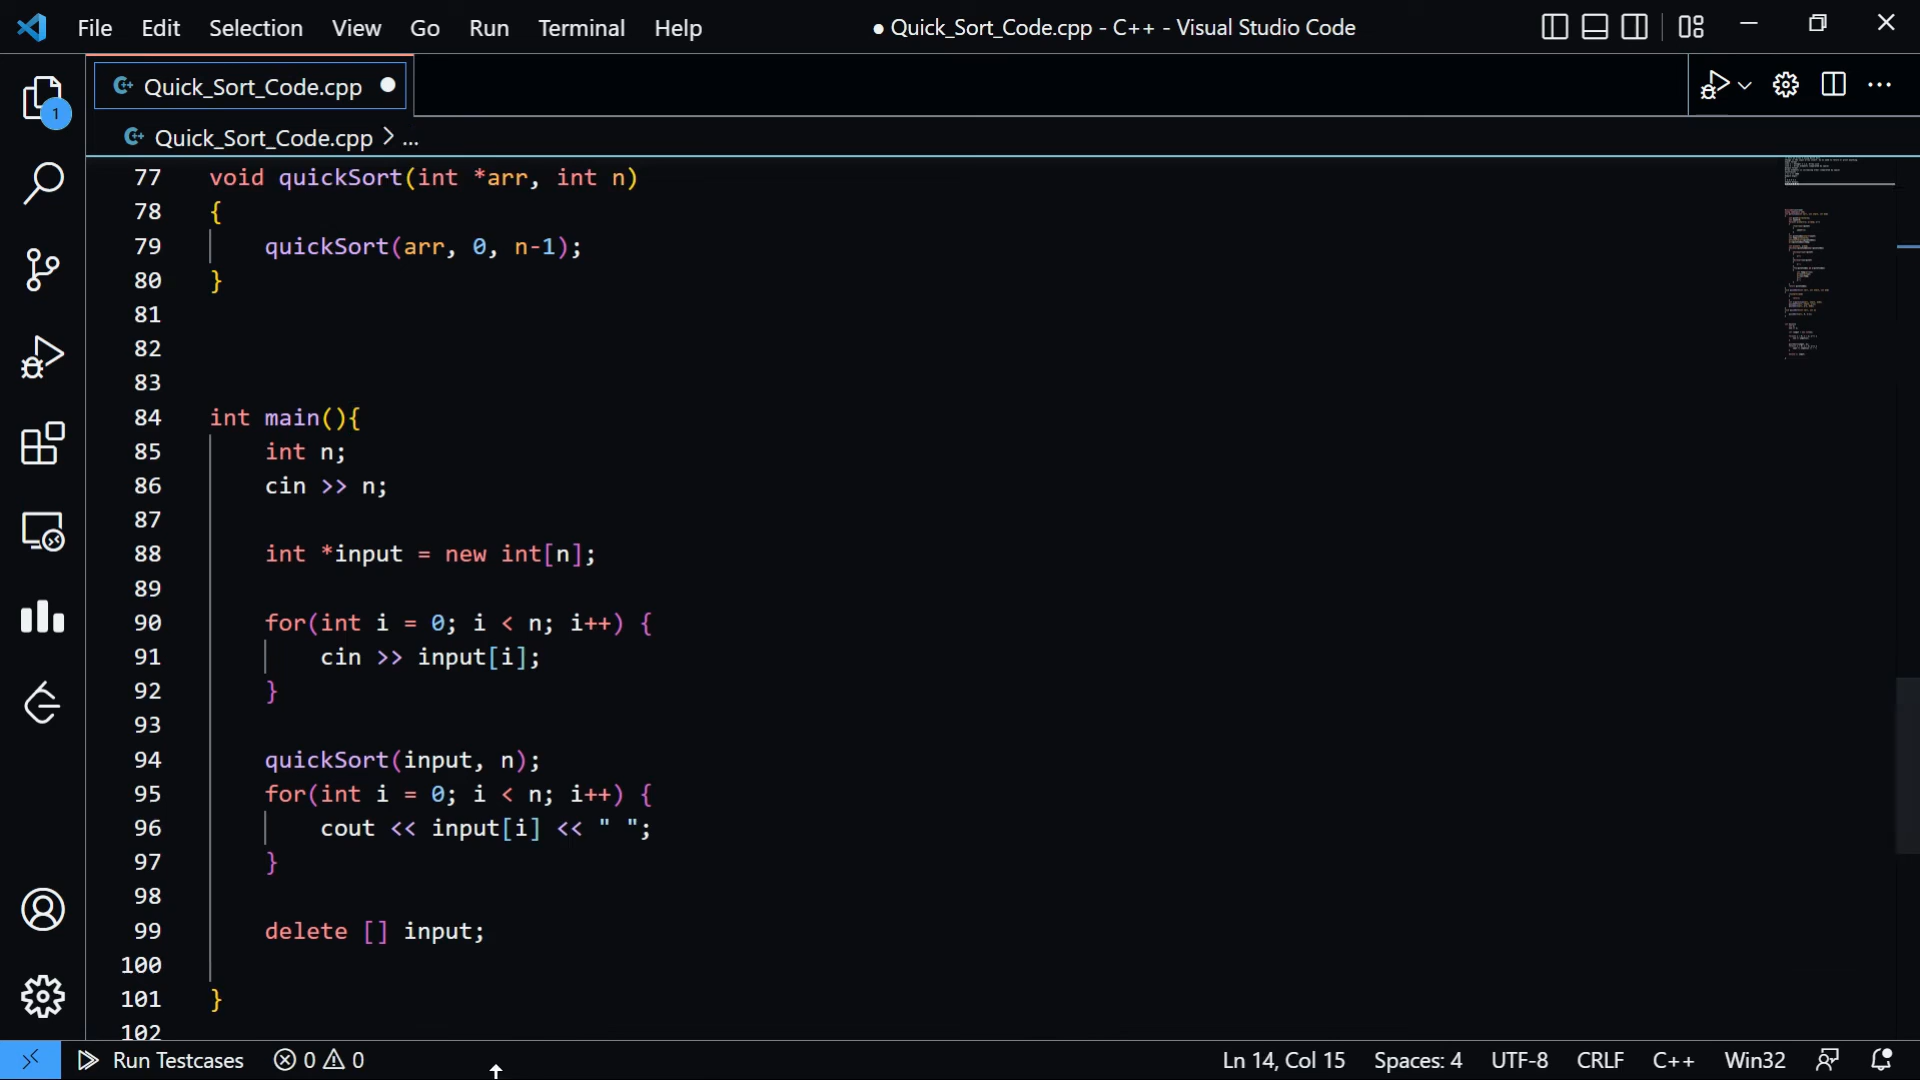 File Edit Selection View Go Run Terminal Help ● Quick_Sort_Code.cpp - C++ - Visual Studio Code
Quick_Sort_Code.cpp ●
1
Quick_Sort_Code.cpp > ...
77 void quickSort(int *arr, int n)
78 {
79 quickSort(arr, 0, n-1);
80 }
81
82
83
84 int main(){
85 int n;
86 cin >> n;
87
88 int *input = new int[n];
89
90 for(int i = 0; i < n; i++) {
91 cin >> input[i];
92 }
93
94 quickSort(input, n);
95 for(int i = 0; i < n; i++) {
96 cout << input[i] << " ";
97 }
98
99 delete [] input;
100
101 }
102
Run Testcases 0 0 Ln 14, Col 15 Spaces: 4 UTF-8 CRLF C++ Win32